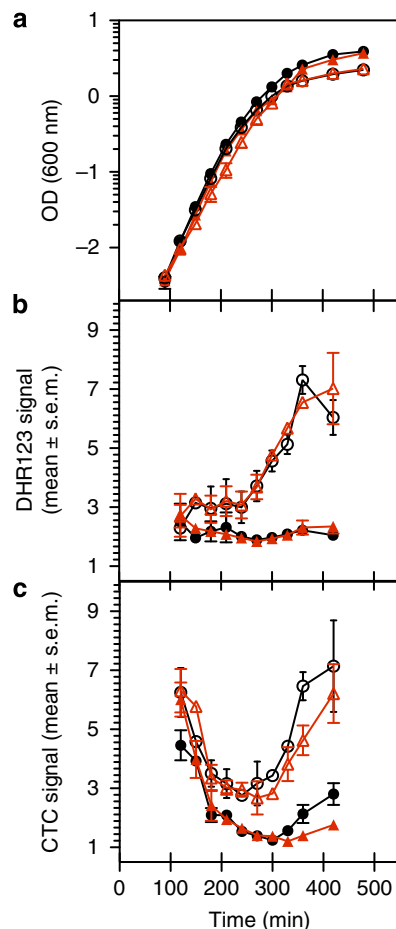 a
1
0
−1
−2
OD (600 nm)
b
9
7
5
3
1
DHR123 signal
(mean ± s.e.m.)
c
9
7
5
3
1
CTC signal (mean ± s.e.m.)
0 100 200 300 400 500
Time (min)